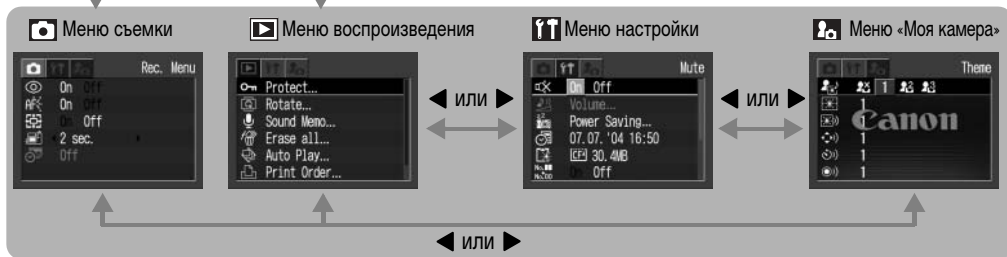 Меню съемки
Меню воспроизведения
Меню настройки
Меню «Моя камера»
Rec. Menu
On Off
On Off
On Off
2 sec.
Off
Protect...
Rotate...
Sound Memo...
Erase all...
Auto Play...
Print Order...
или
Mute
On Off
Volume...
Power Saving...
07.07.'04 16:50
CF 30.4MB
On Off
или
Theme
1
1
1
1
1
1
Canon
или